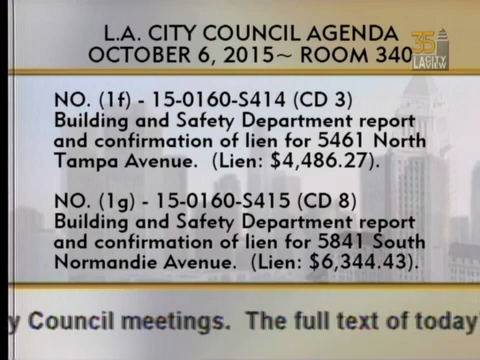 L.A. CITY COUNCIL AGENDA
OCTOBER 6, 2015~ ROOM 340
35
LA CITY
VIEW
NO. (1f) - 15-0160-S414 (CD 3)
Building and Safety Department report
and confirmation of lien for 5461 North
Tampa Avenue.  (Lien: $4,486.27).
NO. (1g) - 15-0160-S415 (CD 8)
Building and Safety Department report
and confirmation of lien for 5841 South
Normandie Avenue.  (Lien: $6,344.43).
y Council meetings.  The full text of today'